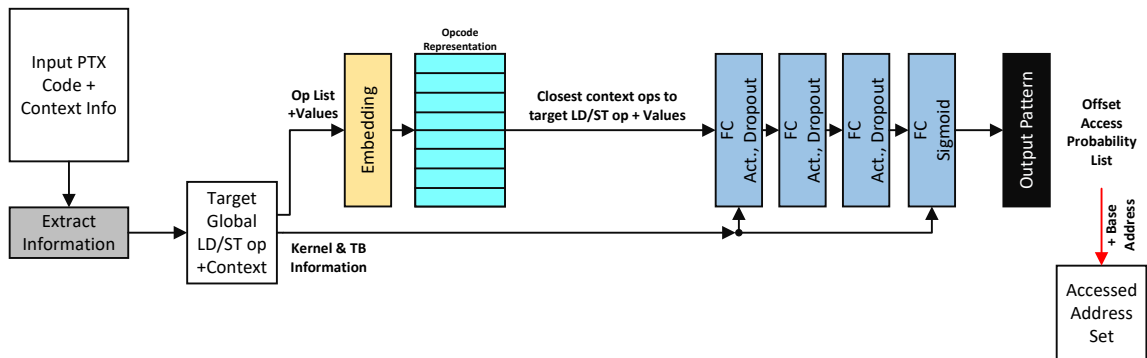 Input PTX
Code +
Context Info
Extract
Information
Target
Global
LD/ST op
+Context
Op List
+Values
Kernel & TB
Information
Embedding
Opcode
Representation
Closest context ops to
target LD/ST op + Values
FC
Act., Dropout
FC
Act., Dropout
FC
Act., Dropout
FC
Sigmoid
Output Pattern
Offset
Access
Probability
List
+ Base
Address
Accessed
Address
Set